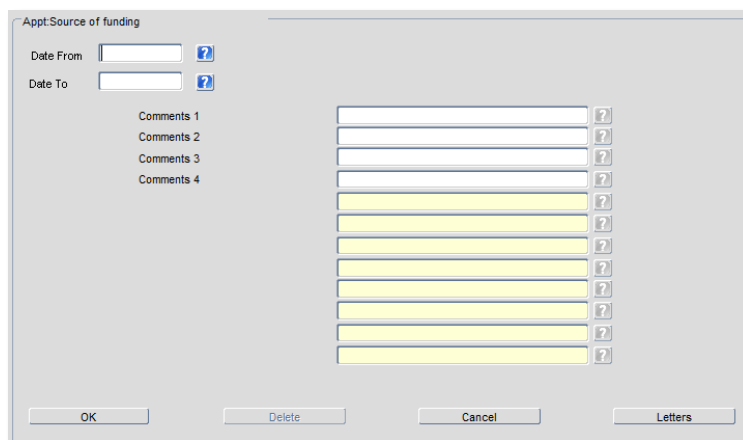 Appt:Source of funding
Date From ?
Date To ?
Comments 1 ?
Comments 2 ?
Comments 3 ?
Comments 4 ?
?
?
?
?
?
?
?
?
OK Delete Cancel Letters